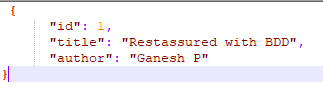 {
"id": 1,
"title": "Restassured with BDD",
"author": "Ganesh P"
}